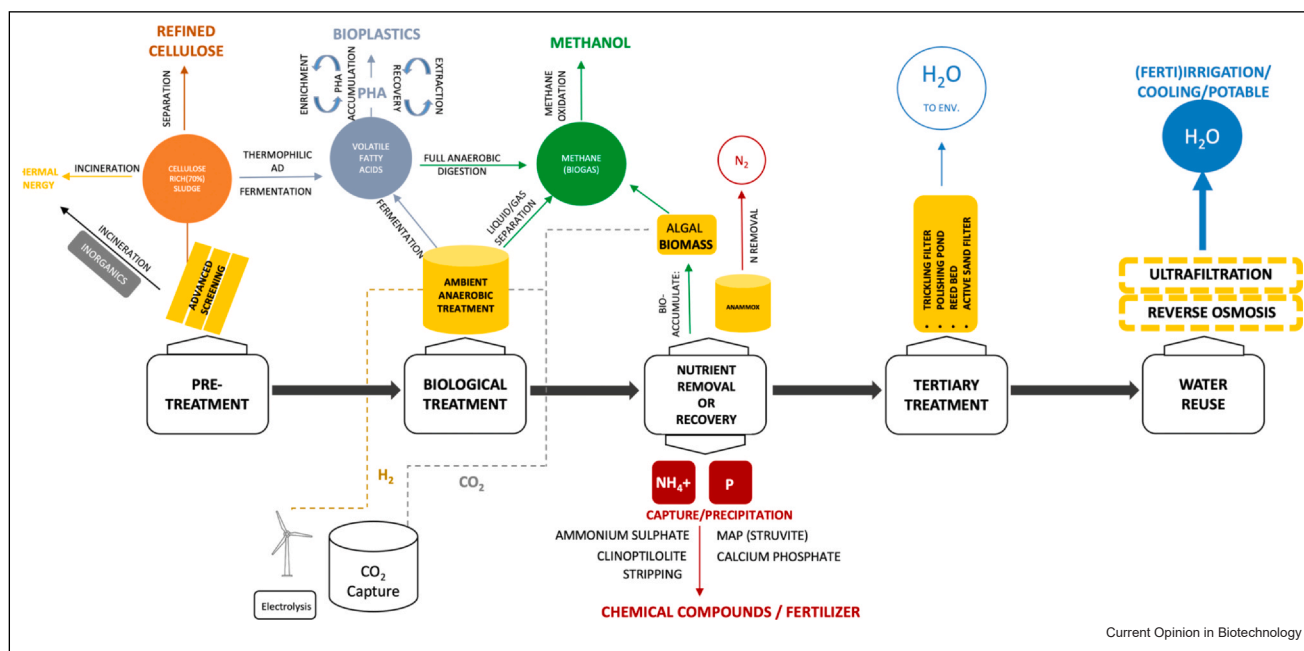 REFINED
CELLULOSE
BIOPLASTICS
METHANOL
SEPARATION
ENRICHMENT
PHA
ACCUMULATION
RECOVERY
EXTRACTION
PHA
METHANE
OXIDATION
H₂O
TO ENV.
(FERTI)IRRIGATION/
COOLING/POTABLE
H₂O
HERMAL
NERGY
INCINERATION
CELLULOSE
RICH(70%)
SLUDGE
THERMOPHILIC
AD
FERMENTATION
VOLATILE
FATTY
ACIDS
FULL ANAEROBIC
DIGESTION
METHANE
(BIOGAS)
N₂
INCINERATION
INORGANICS
ADVANCED
SCREENING
FERMENTATION
LIQUID/GAS
SEPARATION
AMBIENT
ANAEROBIC
TREATMENT
ALGAL
BIOMASS
BIO-
ACCUMULATE:
N REMOVAL
ANAMMOX
• TRICKLING FILTER
• POLISHING POND
• REED BED
• ACTIVE SAND FILTER
ULTRAFILTRATION
REVERSE OSMOSIS
PRE-
TREATMENT
BIOLOGICAL
TREATMENT
NUTRIENT
REMOVAL
OR
RECOVERY
TERTIARY
TREATMENT
WATER
REUSE
H₂
CO₂
Electrolysis
CO₂
Capture
NH₄+
P
CAPTURE/PRECIPITATION
AMMONIUM SULPHATE
CLINOPTILOLITE
STRIPPING
MAP (STRUVITE)
CALCIUM PHOSPHATE
CHEMICAL COMPOUNDS / FERTILIZER
Current Opinion in Biotechnology